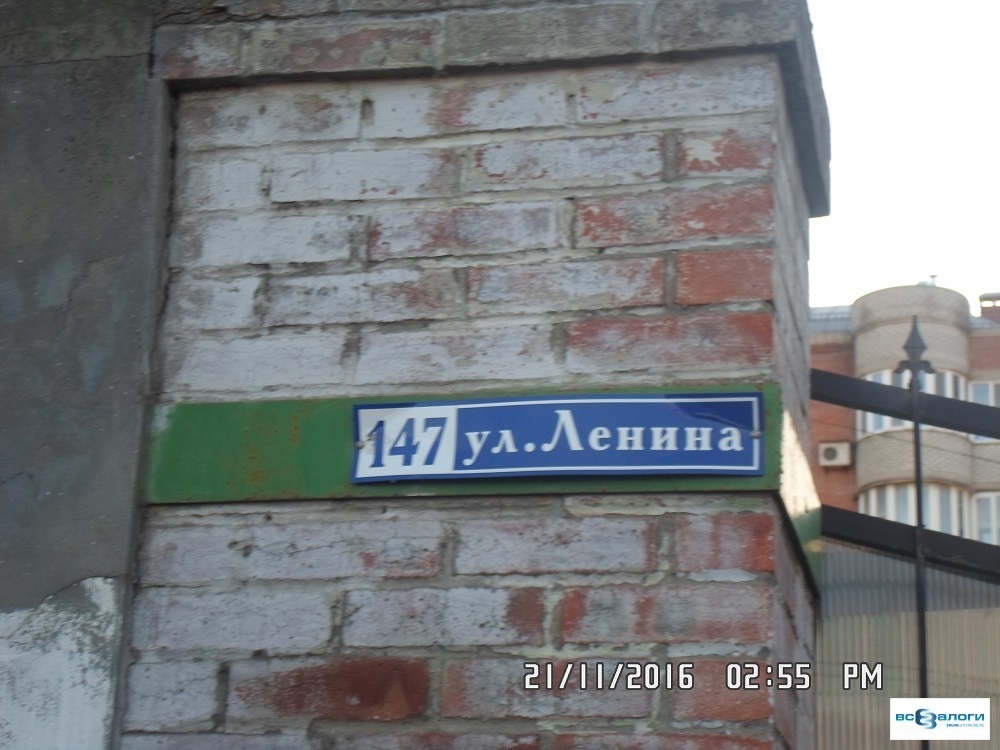 147 ул.Ленина
21/11/2016 02:55 PM
всезалоги